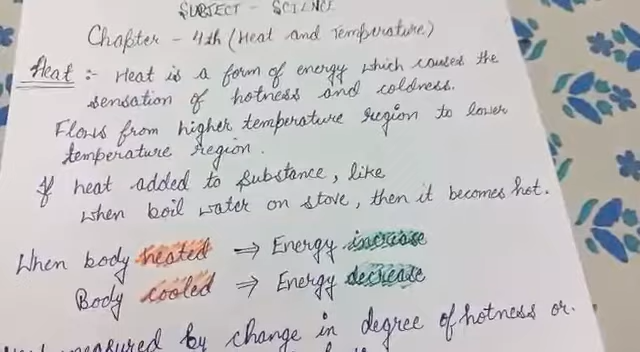 SUBJECT - SCIENCE
Chapter - 4th (Heat and Temperature)
Heat :- Heat is a form of energy which caused the
sensation of hotness and coldness.
Flows from higher temperature region to lower
temperature region.
If heat added to substance, like
when boil water on stove, then it becomes hot.
When body heated ⇒ Energy increase
Body cooled ⇒ Energy decrease
measured by change in degree of hotness or